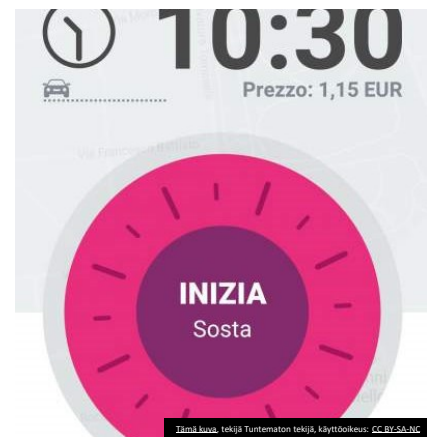 10:30
Prezzo: 1,15 EUR
INIZIA
Sosta
Tämä kuva, tekijä Tuntematon tekijä, käyttöoikeus: CC BY-SA-NC